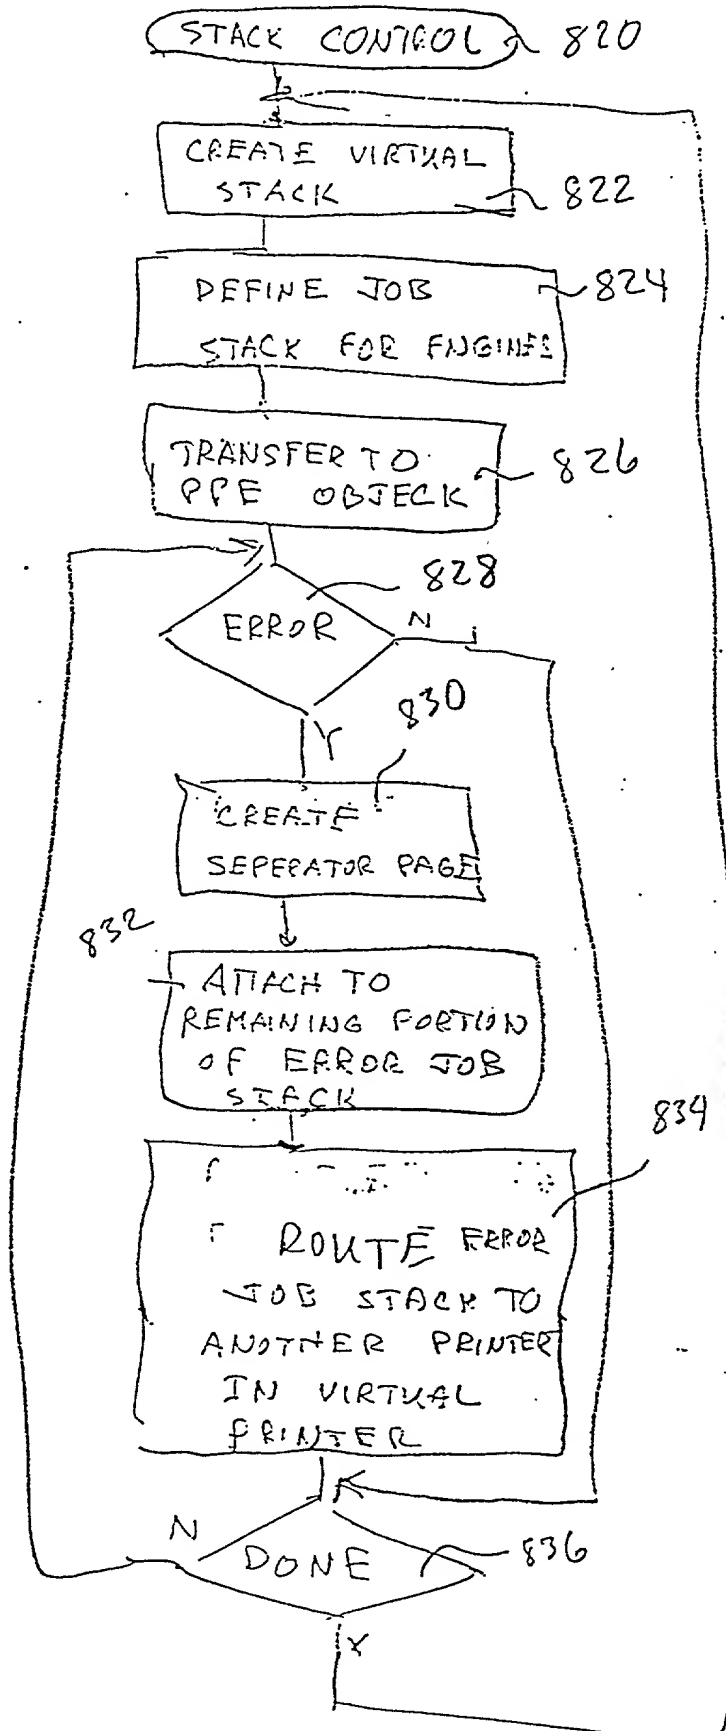 STACK CONTROL 820
CREATE VIRTUAL
STACK 822
DEFINE JOB 824
STACK FOR ENGINES
TRANSFER TO 826
PPE OBJECK
828
ERROR
N
Y
830
CREATE
SEPERATOR PAGE
832
ATTACH TO
REMAINING PORTION
OF ERROR JOB
STACK
834
ROUTE ERROR
JOB STACK TO
ANOTHER PRINTER
IN VIRTUAL
PRINTER
N
DONE 836
Y